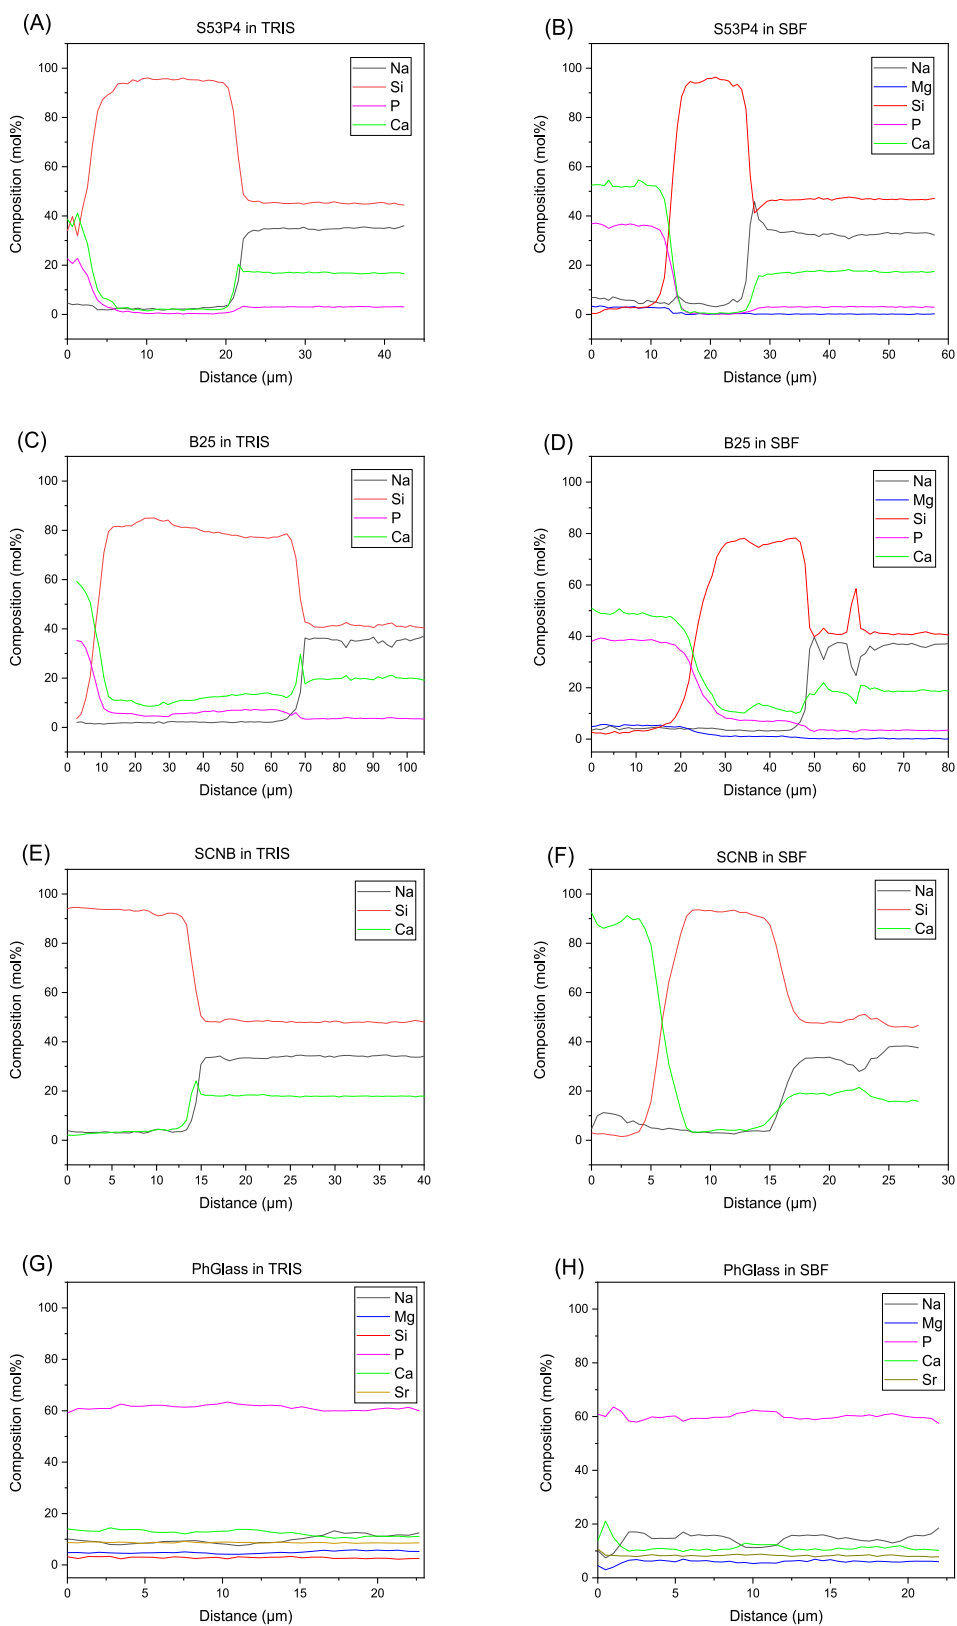 (A)
S53P4 in TRIS
Composition (mol%)
100
80
60
40
20
0
0 10 20 30 40
Distance (µm)
Na
Si
P
Ca
(B)
S53P4 in SBF
Composition (mol%)
100
80
60
40
20
0
0 10 20 30 40 50 60
Distance (µm)
Na
Mg
Si
P
Ca
(C)
B25 in TRIS
Composition (mol%)
100
80
60
40
20
0
0 10 20 30 40 50 60 70 80 90 100
Distance (µm)
Na
Si
P
Ca
(D)
B25 in SBF
Composition (mol%)
100
80
60
40
20
0
0 10 20 30 40 50 60 70 80
Distance (µm)
Na
Mg
Si
P
Ca
(E)
SCNB in TRIS
Composition (mol%)
100
80
60
40
20
0
0 5 10 15 20 25 30 35 40
Distance (µm)
Na
Si
Ca
(F)
SCNB in SBF
Composition (mol%)
100
80
60
40
20
0
0 5 10 15 20 25 30
Distance (µm)
Na
Si
Ca
(G)
PhGlass in TRIS
Composition (mol%)
100
80
60
40
20
0
0 5 10 15 20
Distance (µm)
Na
Mg
Si
P
Ca
Sr
(H)
PhGlass in SBF
Composition (mol%)
100
80
60
40
20
0
0 5 10 15 20
Distance (µm)
Na
Mg
P
Ca
Sr